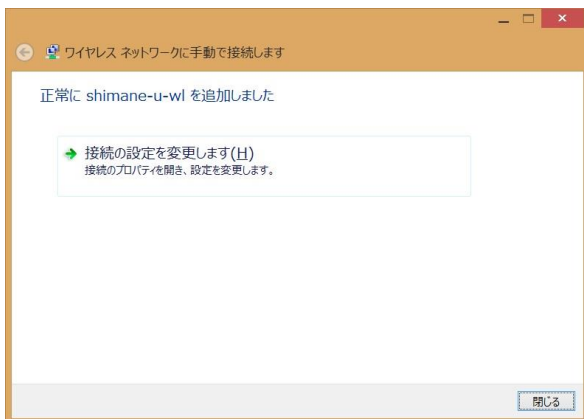 ワイヤレス ネットワークに手動で接続します
正常に shimane-u-wl を追加しました
接続の設定を変更します(H)
接続のプロパティを開き、設定を変更します。
閉じる